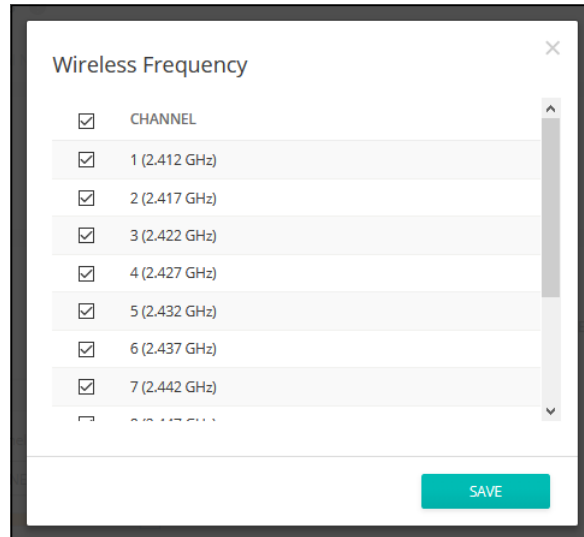 Wireless Frequency
CHANNEL
1 (2.412 GHz)
2 (2.417 GHz)
3 (2.422 GHz)
4 (2.427 GHz)
5 (2.432 GHz)
6 (2.437 GHz)
7 (2.442 GHz)
SAVE